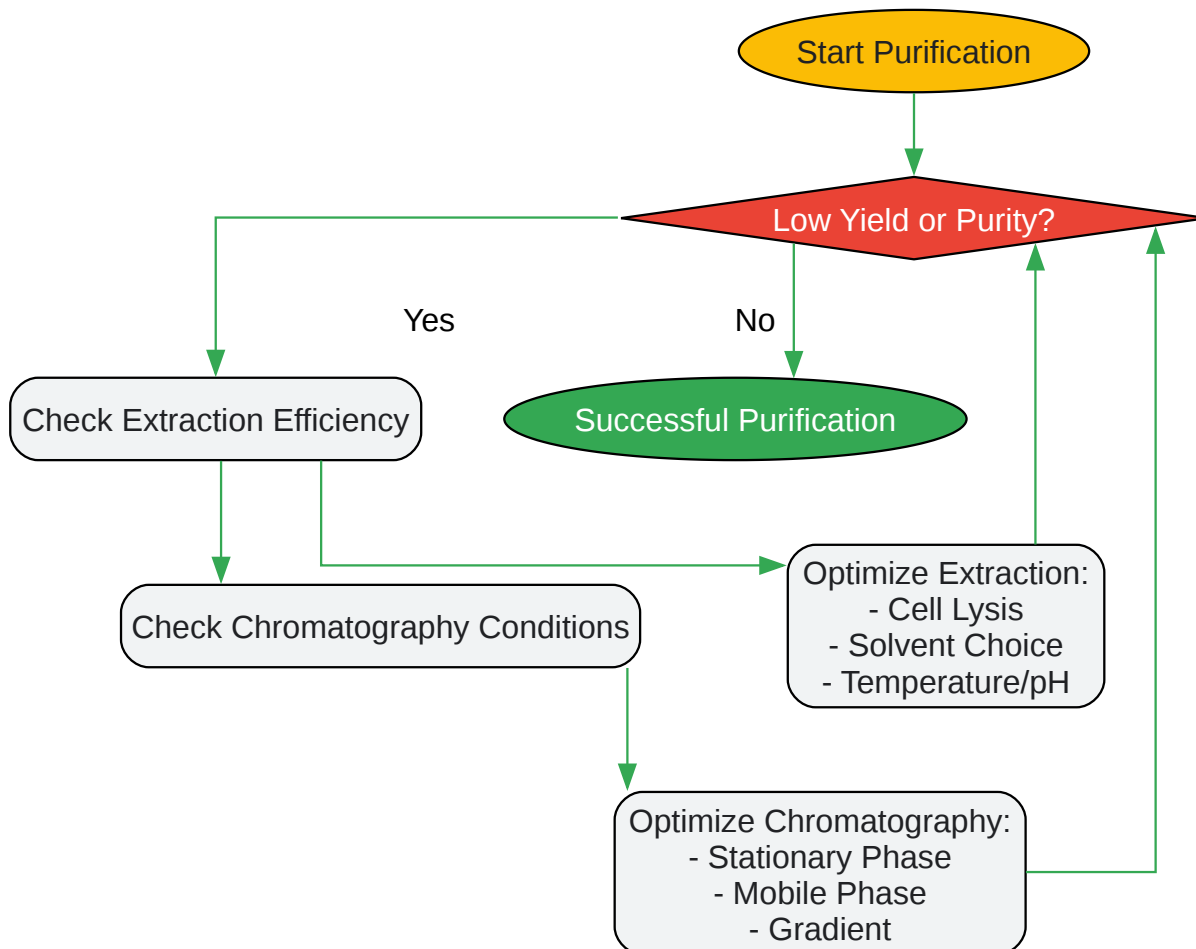 Start Purification
Low Yield or Purity?
Yes
No
Check Extraction Efficiency
Successful Purification
Optimize Extraction:
- Cell Lysis
- Solvent Choice
- Temperature/pH
Check Chromatography Conditions
Optimize Chromatography:
- Stationary Phase
- Mobile Phase
- Gradient